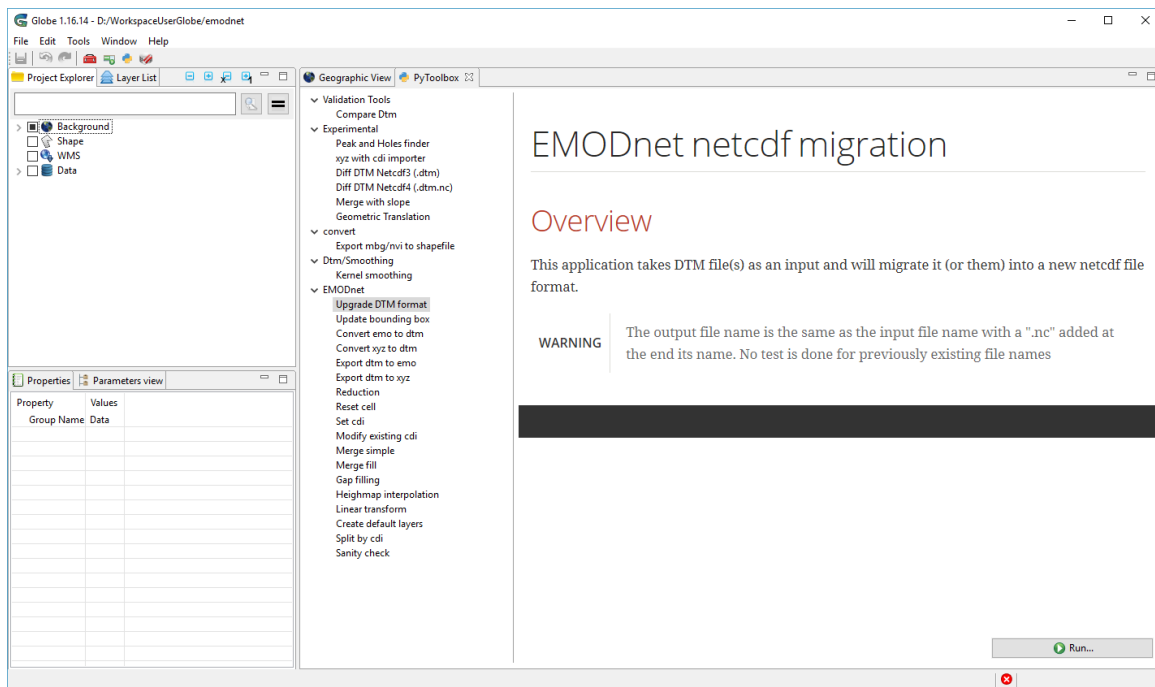 Globe 1.16.14 - D:/WorkspaceUserGlobe/emodnet
File Edit Tools Window Help
Project Explorer Layer List
Background
Shape
WMS
Data
Properties Parameters view
Property Values
Group Name Data
Geographic View PyToolbox
Validation Tools
Compare Dtm
Experimental
Peak and Holes finder
xyz with cdi importer
Diff DTM Netcdf3 (.dtm)
Diff DTM Netcdf4 (.dtm.nc)
Merge with slope
Geometric Translation
convert
Export mbg/nvi to shapefile
Dtm/Smoothing
Kernel smoothing
EMODnet
Upgrade DTM format
Update bounding box
Convert emo to dtm
Convert xyz to dtm
Export dtm to emo
Export dtm to xyz
Reduction
Reset cell
Set cdi
Modify existing cdi
Merge simple
Merge fill
Gap filling
Heighmap interpolation
Linear transform
Create default layers
Split by cdi
Sanity check
EMODnet netcdf migration
Overview
This application takes DTM file(s) as an input and will migrate it (or them) into a new netcdf file
format.
WARNING
The output file name is the same as the input file name with a ".nc" added at
the end its name. No test is done for previously existing file names
Run...